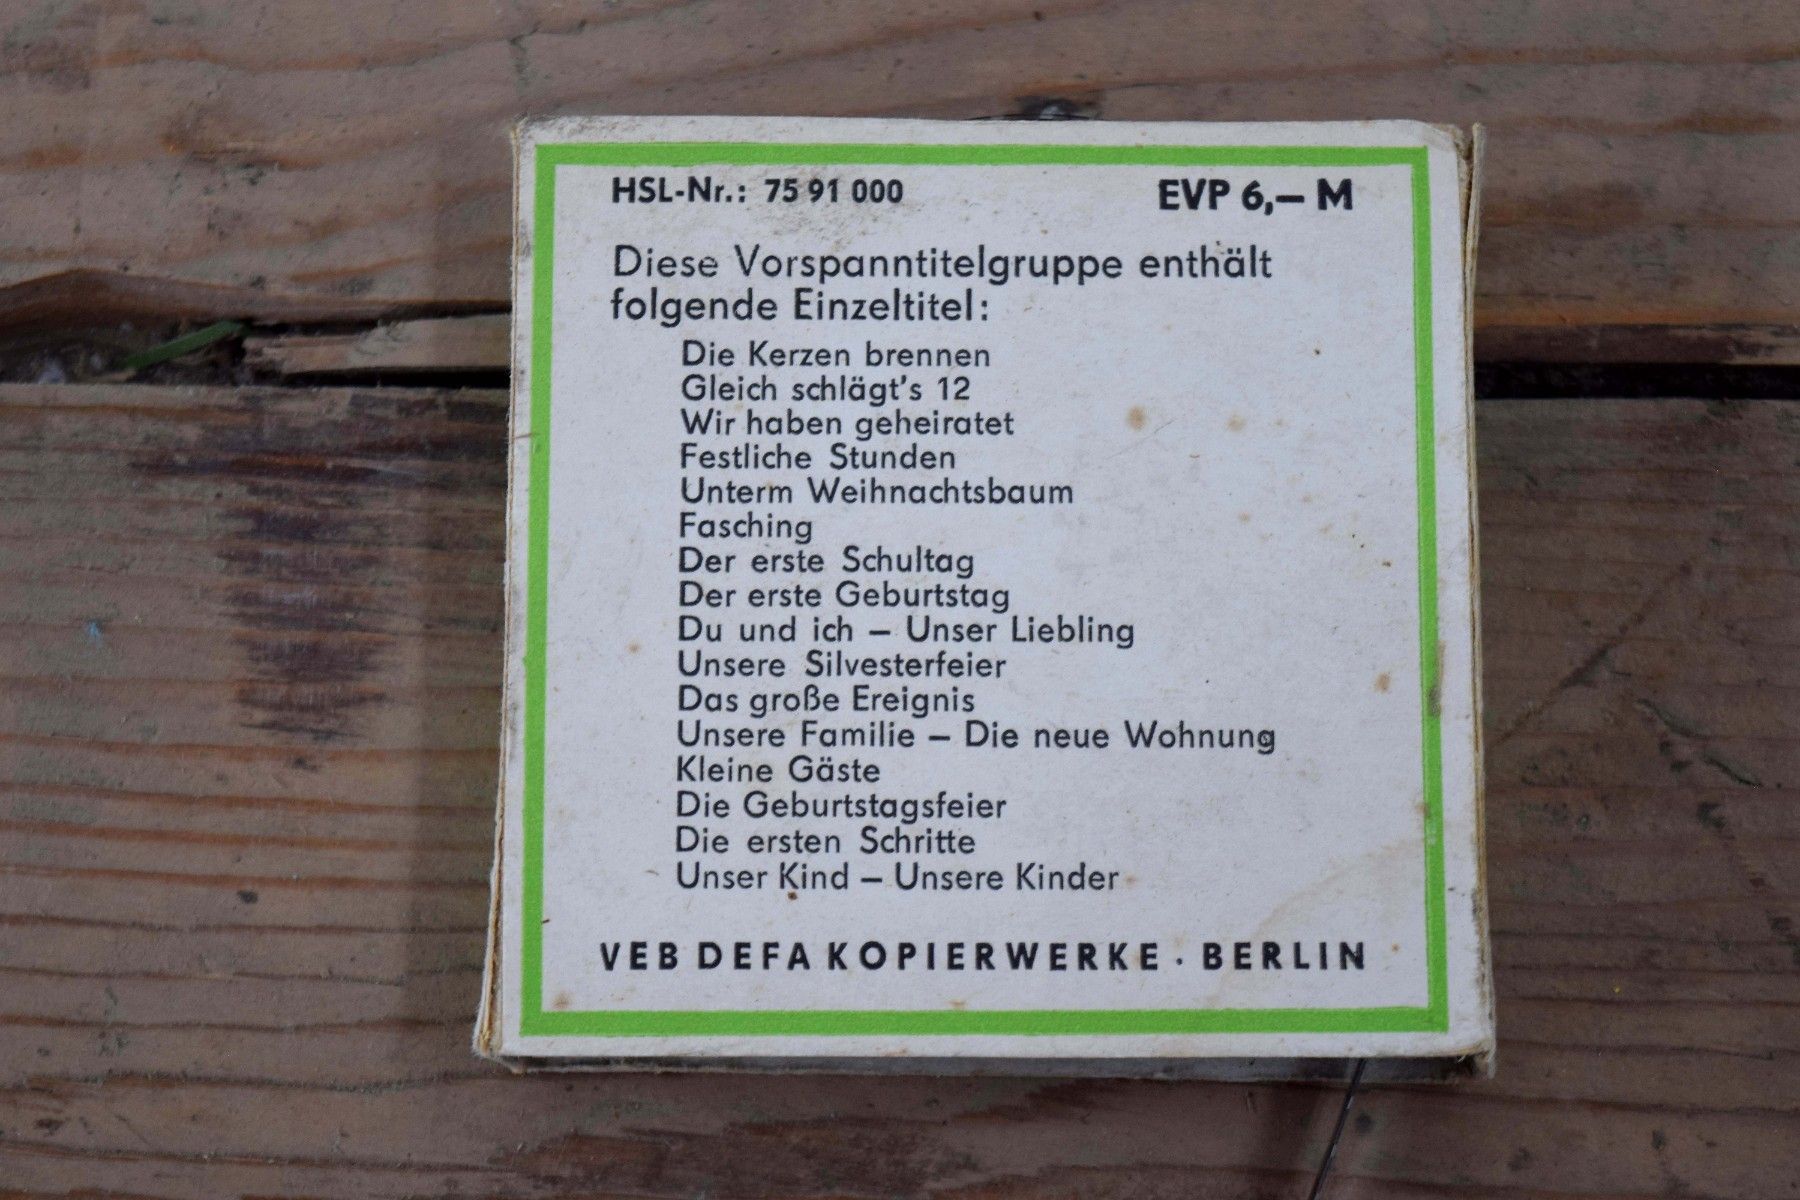 HSL-Nr.: 75 91 000 EVP 6,— M
Diese Vorspanntitelgruppe enthält
folgende Einzeltitel:
Die Kerzen brennen
Gleich schlägt's 12
Wir haben geheiratet
Festliche Stunden
Unterm Weihnachtsbaum
Fasching
Der erste Schultag
Der erste Geburtstag
Du und ich — Unser Liebling
Unsere Silvesterfeier
Das große Ereignis
Unsere Familie — Die neue Wohnung
Kleine Gäste
Die Geburtstagsfeier
Die ersten Schritte
Unser Kind — Unsere Kinder
VEB DEFA KOPIERWERKE · BERLIN